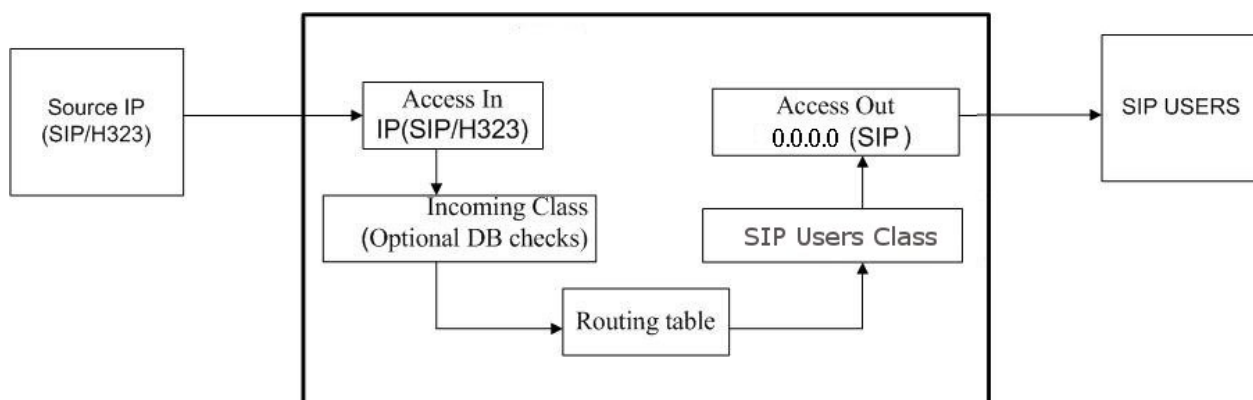 Source IP
(SIP/H323)
Access In
IP(SIP/H323)
Incoming Class
(Optional DB checks)
Routing table
SIP Users Class
Access Out
0.0.0.0 (SIP)
SIP USERS